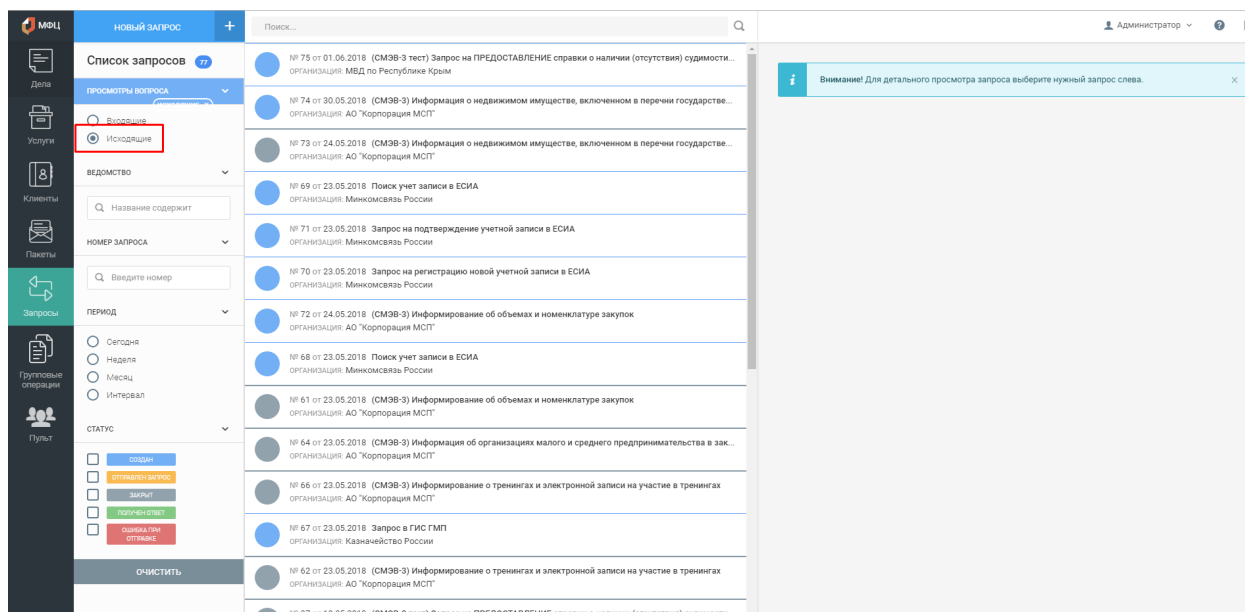 МФЦ
НОВЫЙ ЗАПРОС +
Поиск...
Администратор
Дела
Услуги
Клиенты
Пакеты
Запросы
Групповые
операции
Пульт
Список запросов 77
ПРОСМОТРЫ ВОПРОСА
Входящие
Исходящие
ВЕДОМСТВО
Название содержит
НОМЕР ЗАПРОСА
Введите номер
ПЕРИОД
Сегодня
Неделя
Месяц
Интервал
СТАТУС
СОЗДАН
ОТПРАВЛЕН ЗАПРОС
ЗАКРЫТ
ПОЛУЧЕН ОТВЕТ
ОШИБКА ПРИ
ОТПРАВКЕ
ОЧИСТИТЬ
№ 75 от 01.06.2018 (СМЭВ-3 тест) Запрос на ПРЕДОСТАВЛЕНИЕ справки о наличии (отсутствия) судимости...
ОРГАНИЗАЦИЯ: МВД по Республике Крым
№ 74 от 30.05.2018 (СМЭВ-3) Информация о недвижимом имуществе, включенном в перечни государстве...
ОРГАНИЗАЦИЯ: АО "Корпорация МСП"
№ 73 от 24.05.2018 (СМЭВ-3) Информация о недвижимом имуществе, включенном в перечни государстве...
ОРГАНИЗАЦИЯ: АО "Корпорация МСП"
№ 69 от 23.05.2018 Поиск учет записи в ЕСИА
ОРГАНИЗАЦИЯ: Минкомсвязь России
№ 71 от 23.05.2018 Запрос на подтверждение учетной записи в ЕСИА
ОРГАНИЗАЦИЯ: Минкомсвязь России
№ 70 от 23.05.2018 Запрос на регистрацию новой учетной записи в ЕСИА
ОРГАНИЗАЦИЯ: Минкомсвязь России
№ 72 от 24.05.2018 (СМЭВ-3) Информирование об объемах и номенклатуре закупок
ОРГАНИЗАЦИЯ: АО "Корпорация МСП"
№ 68 от 23.05.2018 Поиск учет записи в ЕСИА
ОРГАНИЗАЦИЯ: Минкомсвязь России
№ 61 от 23.05.2018 (СМЭВ-3) Информирование об объемах и номенклатуре закупок
ОРГАНИЗАЦИЯ: АО "Корпорация МСП"
№ 64 от 23.05.2018 (СМЭВ-3) Информация об организациях малого и среднего предпринимательства в зак...
ОРГАНИЗАЦИЯ: АО "Корпорация МСП"
№ 66 от 23.05.2018 (СМЭВ-3) Информирование о тренингах и электронной записи на участие в тренингах
ОРГАНИЗАЦИЯ: АО "Корпорация МСП"
№ 67 от 23.05.2018 Запрос в ГИС ГМП
ОРГАНИЗАЦИЯ: Казначейство России
№ 62 от 23.05.2018 (СМЭВ-3) Информирование о тренингах и электронной записи на участие в тренингах
ОРГАНИЗАЦИЯ: АО "Корпорация МСП"
Внимание! Для детального просмотра запроса выберите нужный запрос слева.